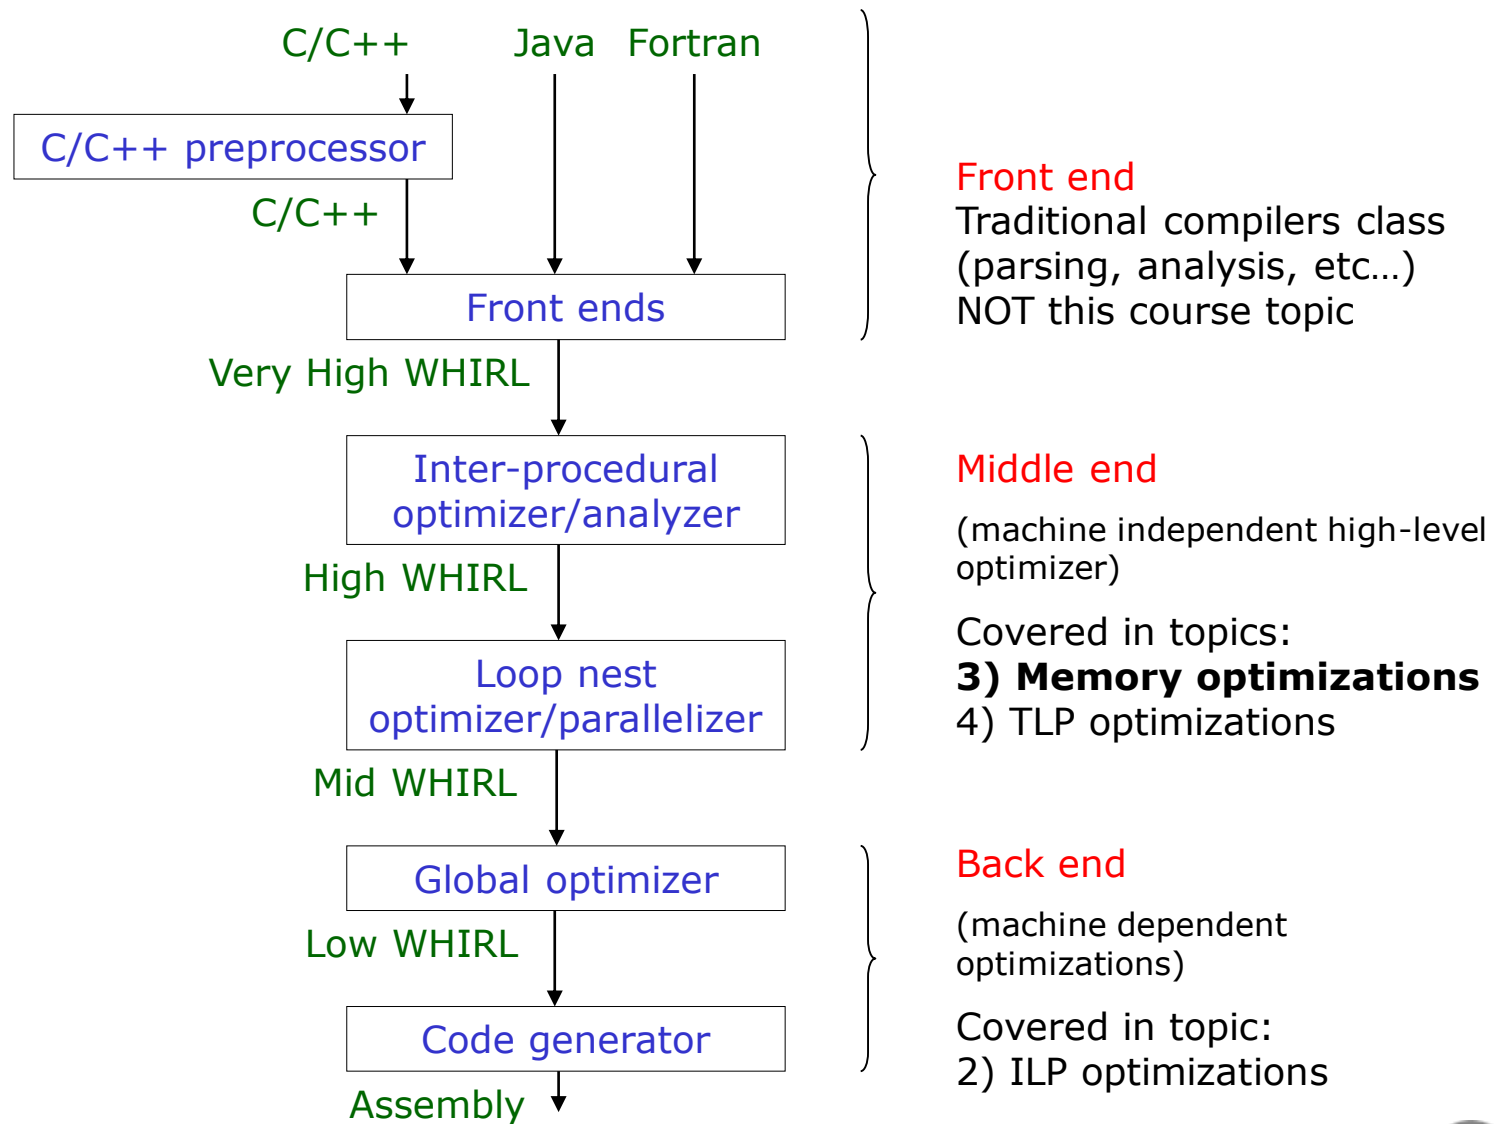 C/C++ Java Fortran
C/C++ preprocessor
C/C++
Front ends
Very High WHIRL
Inter-procedural
optimizer/analyzer
High WHIRL
Loop nest
optimizer/parallelizer
Mid WHIRL
Global optimizer
Low WHIRL
Code generator
Assembly
Front end
Traditional compilers class
(parsing, analysis, etc…)
NOT this course topic
Middle end
(machine independent high-level
optimizer)
Covered in topics:
3) Memory optimizations
4) TLP optimizations
Back end
(machine dependent
optimizations)
Covered in topic:
2) ILP optimizations